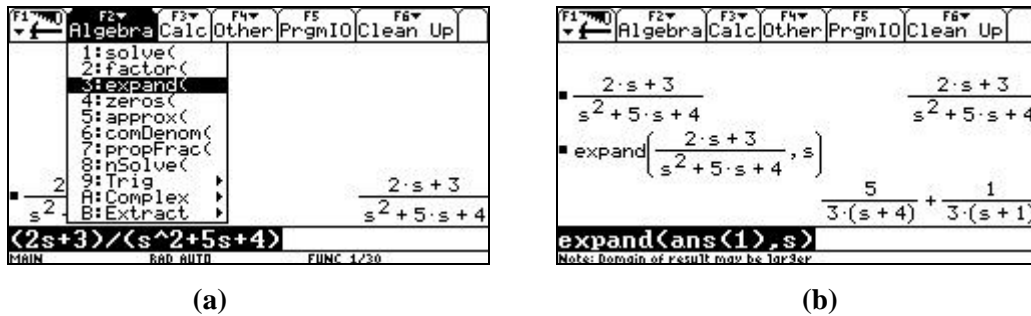 F1 F2 F3 F4 F5 F6
Algebra Calc Other PrgmIO Clean Up
1:solve(
2:factor(
3:expand(
4:zeros(
5:approx(
6:comDenom(
7:propFrac(
8:nSolve(
9:Trig
A:Complex
B:Extract
2
s²
2·s + 3
s² + 5·s + 4
(2s+3)/(s^2+5s+4)
MAIN RAD AUTO FUNC 1/30
(a)
F1 F2 F3 F4 F5 F6
Algebra Calc Other PrgmIO Clean Up
2·s + 3 2·s + 3
s² + 5·s + 4 s² + 5·s + 4
expand(2·s + 3 / s² + 5·s + 4, s)
5 / 3·(s + 4) + 1 / 3·(s + 1)
expand(ans(1),s)
Note: Domain of result may be larger
(b)